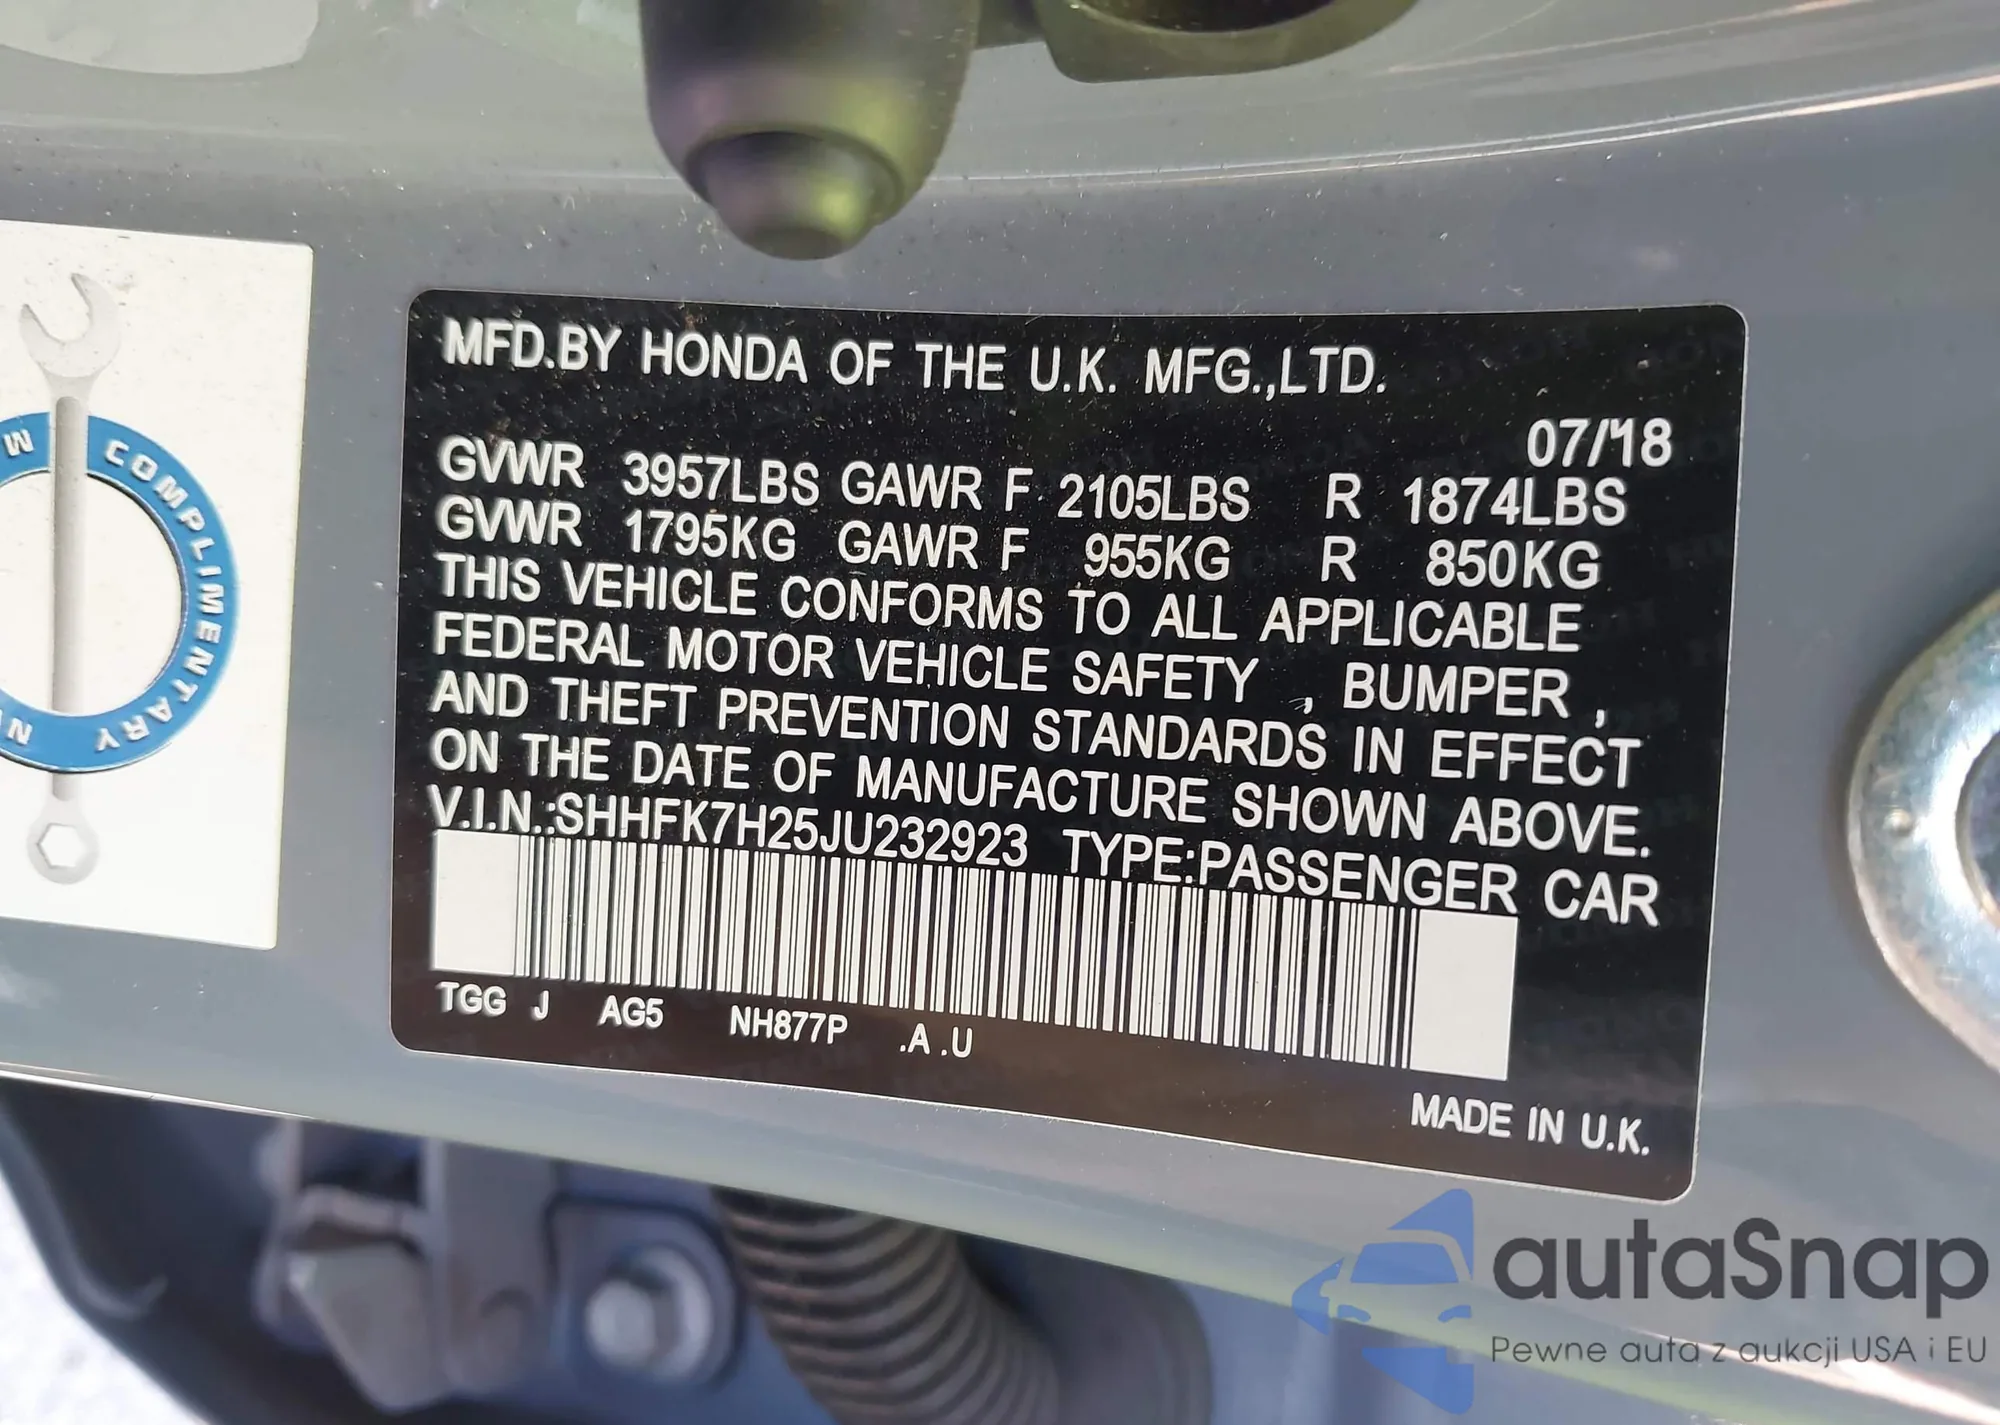 MFD.BY HONDA OF THE U.K. MFG.,LTD.
07/18
GVWR 3957LBS GAWR F 2105LBS R 1874LBS
GVWR 1795KG GAWR F 955KG R 850KG
THIS VEHICLE CONFORMS TO ALL APPLICABLE
FEDERAL MOTOR VEHICLE SAFETY , BUMPER ,
AND THEFT PREVENTION STANDARDS IN EFFECT
ON THE DATE OF MANUFACTURE SHOWN ABOVE.
V.I.N.:SHHFK7H25JU232923 TYPE:PASSENGER CAR
TGG J AG5 NH877P .A .U
MADE IN U.K.
COMPLIMENTARY
autaSnap
Pewne auta z aukcji USA i EU